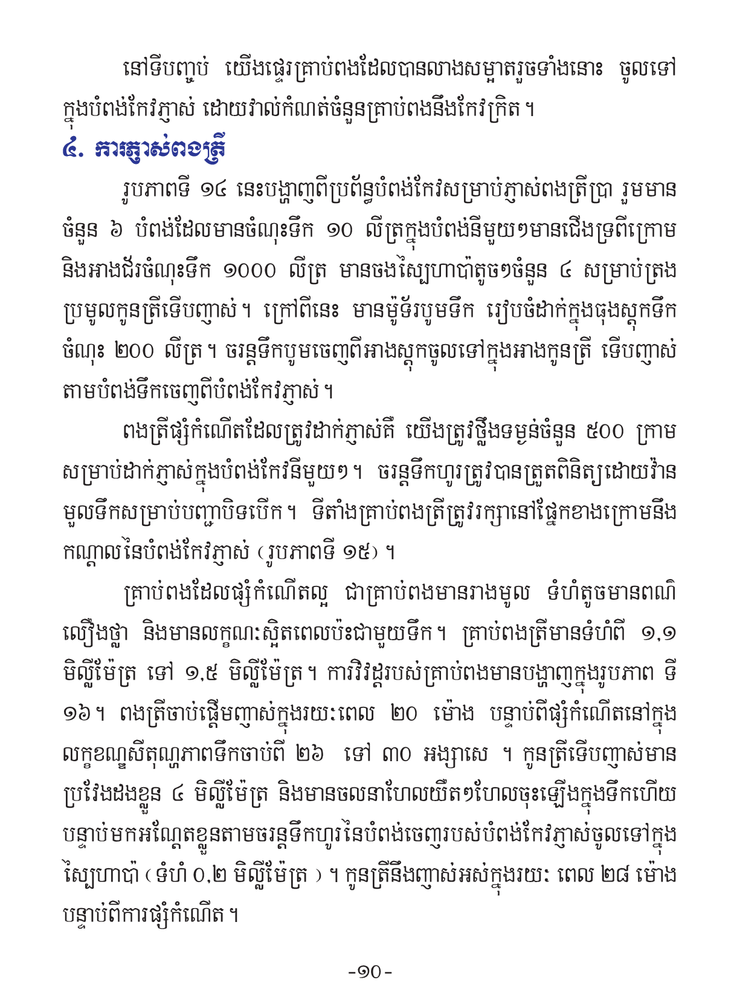 នៅទីបញ្ចប់ យើងផ្ទេរគ្រាប់ពងដែលបានលាងសម្អាតរួចទាំងនោះ ចូលទៅ
ក្នុងបំពង់កែវភ្ញាស់ ដោយវាល់កំណត់ចំនួនគ្រាប់ពងនឹងកែវក្រិត។
៤. ការភ្ញាស់ពងត្រី
រូបភាពទី ១៤ នេះបង្ហាញពីប្រព័ន្ធបំពង់កែវសម្រាប់ភ្ញាស់ពងត្រីប្រា រួមមាន
ចំនួន ៦ បំពង់ដែលមានចំណុះទឹក ១០ លីត្រក្នុងបំពង់នីមួយៗមានជើងទ្រពីក្រោម
និងអាងជ័រចំណុះទឹក ១០០០ លីត្រ មានចងស្បៃហាប៉ាតូចៗចំនួន ៤ សម្រាប់ត្រង
ប្រមូលកូនត្រីទើបញាស់។ ក្រៅពីនេះ មានម៉ូទ័របូមទឹក រៀបចំដាក់ក្នុងធុងស្តុកទឹក
ចំណុះ ២០០ លីត្រ។ ចរន្តទឹកបូមចេញពីអាងស្តុកចូលទៅក្នុងអាងកូនត្រី ទើបញាស់
តាមបំពង់ទឹកចេញពីបំពង់កែវភ្ញាស់។
ពងត្រីផ្សំកំណើតដែលត្រូវដាក់ភ្ញាស់គឺ យើងត្រូវថ្លឹងទម្ងន់ចំនួន ៥០០ ក្រាម
សម្រាប់ដាក់ភ្ញាស់ក្នុងបំពង់កែវនីមួយៗ។ ចរន្តទឹកហូរត្រូវបានត្រួតពិនិត្យដោយវ៉ាន
មួលទឹកសម្រាប់បញ្ជាបិទបើក។ ទីតាំងគ្រាប់ពងត្រីត្រូវរក្សានៅផ្នែកខាងក្រោមនឹង
កណ្តាលនៃបំពង់កែវភ្ញាស់ (រូបភាពទី ១៥)។
គ្រាប់ពងដែលផ្សំកំណើតល្អ ជាគ្រាប់ពងមានរាងមូល ទំហំតូចមានពណ៌
លឿងថ្លា និងមានលក្ខណៈស្អិតពេលប៉ះជាមួយទឹក។ គ្រាប់ពងត្រីមានទំហំពី ១,១
មិល្លីម៉ែត្រ ទៅ ១,៥ មិល្លីម៉ែត្រ។ ការវិវដ្តរបស់គ្រាប់ពងមានបង្ហាញក្នុងរូបភាព ទី
១៦។ ពងត្រីចាប់ផ្តើមញាស់ក្នុងរយៈពេល ២០ ម៉ោង បន្ទាប់ពីផ្សំកំណើតនៅក្នុង
លក្ខខណ្ឌសីតុណ្ហភាពទឹកចាប់ពី ២៦ ទៅ ៣០ អង្សាសេ ។ កូនត្រីទើបញាស់មាន
ប្រវែងដងខ្លួន ៤ មិល្លីម៉ែត្រ និងមានចលនាហែលយឺតៗហែលចុះឡើងក្នុងទឹកហើយ
បន្ទាប់មកអណ្តែតខ្លួនតាមចរន្តទឹកហូរនៃបំពង់ចេញរបស់បំពង់កែវភ្ញាស់ចូលទៅក្នុង
ស្បៃហាប៉ា (ទំហំ ០,២ មិល្លីម៉ែត្រ )។ កូនត្រីនឹងញាស់អស់ក្នុងរយៈ ពេល ២៨ ម៉ោង
បន្ទាប់ពីការផ្សំកំណើត។
-១០-